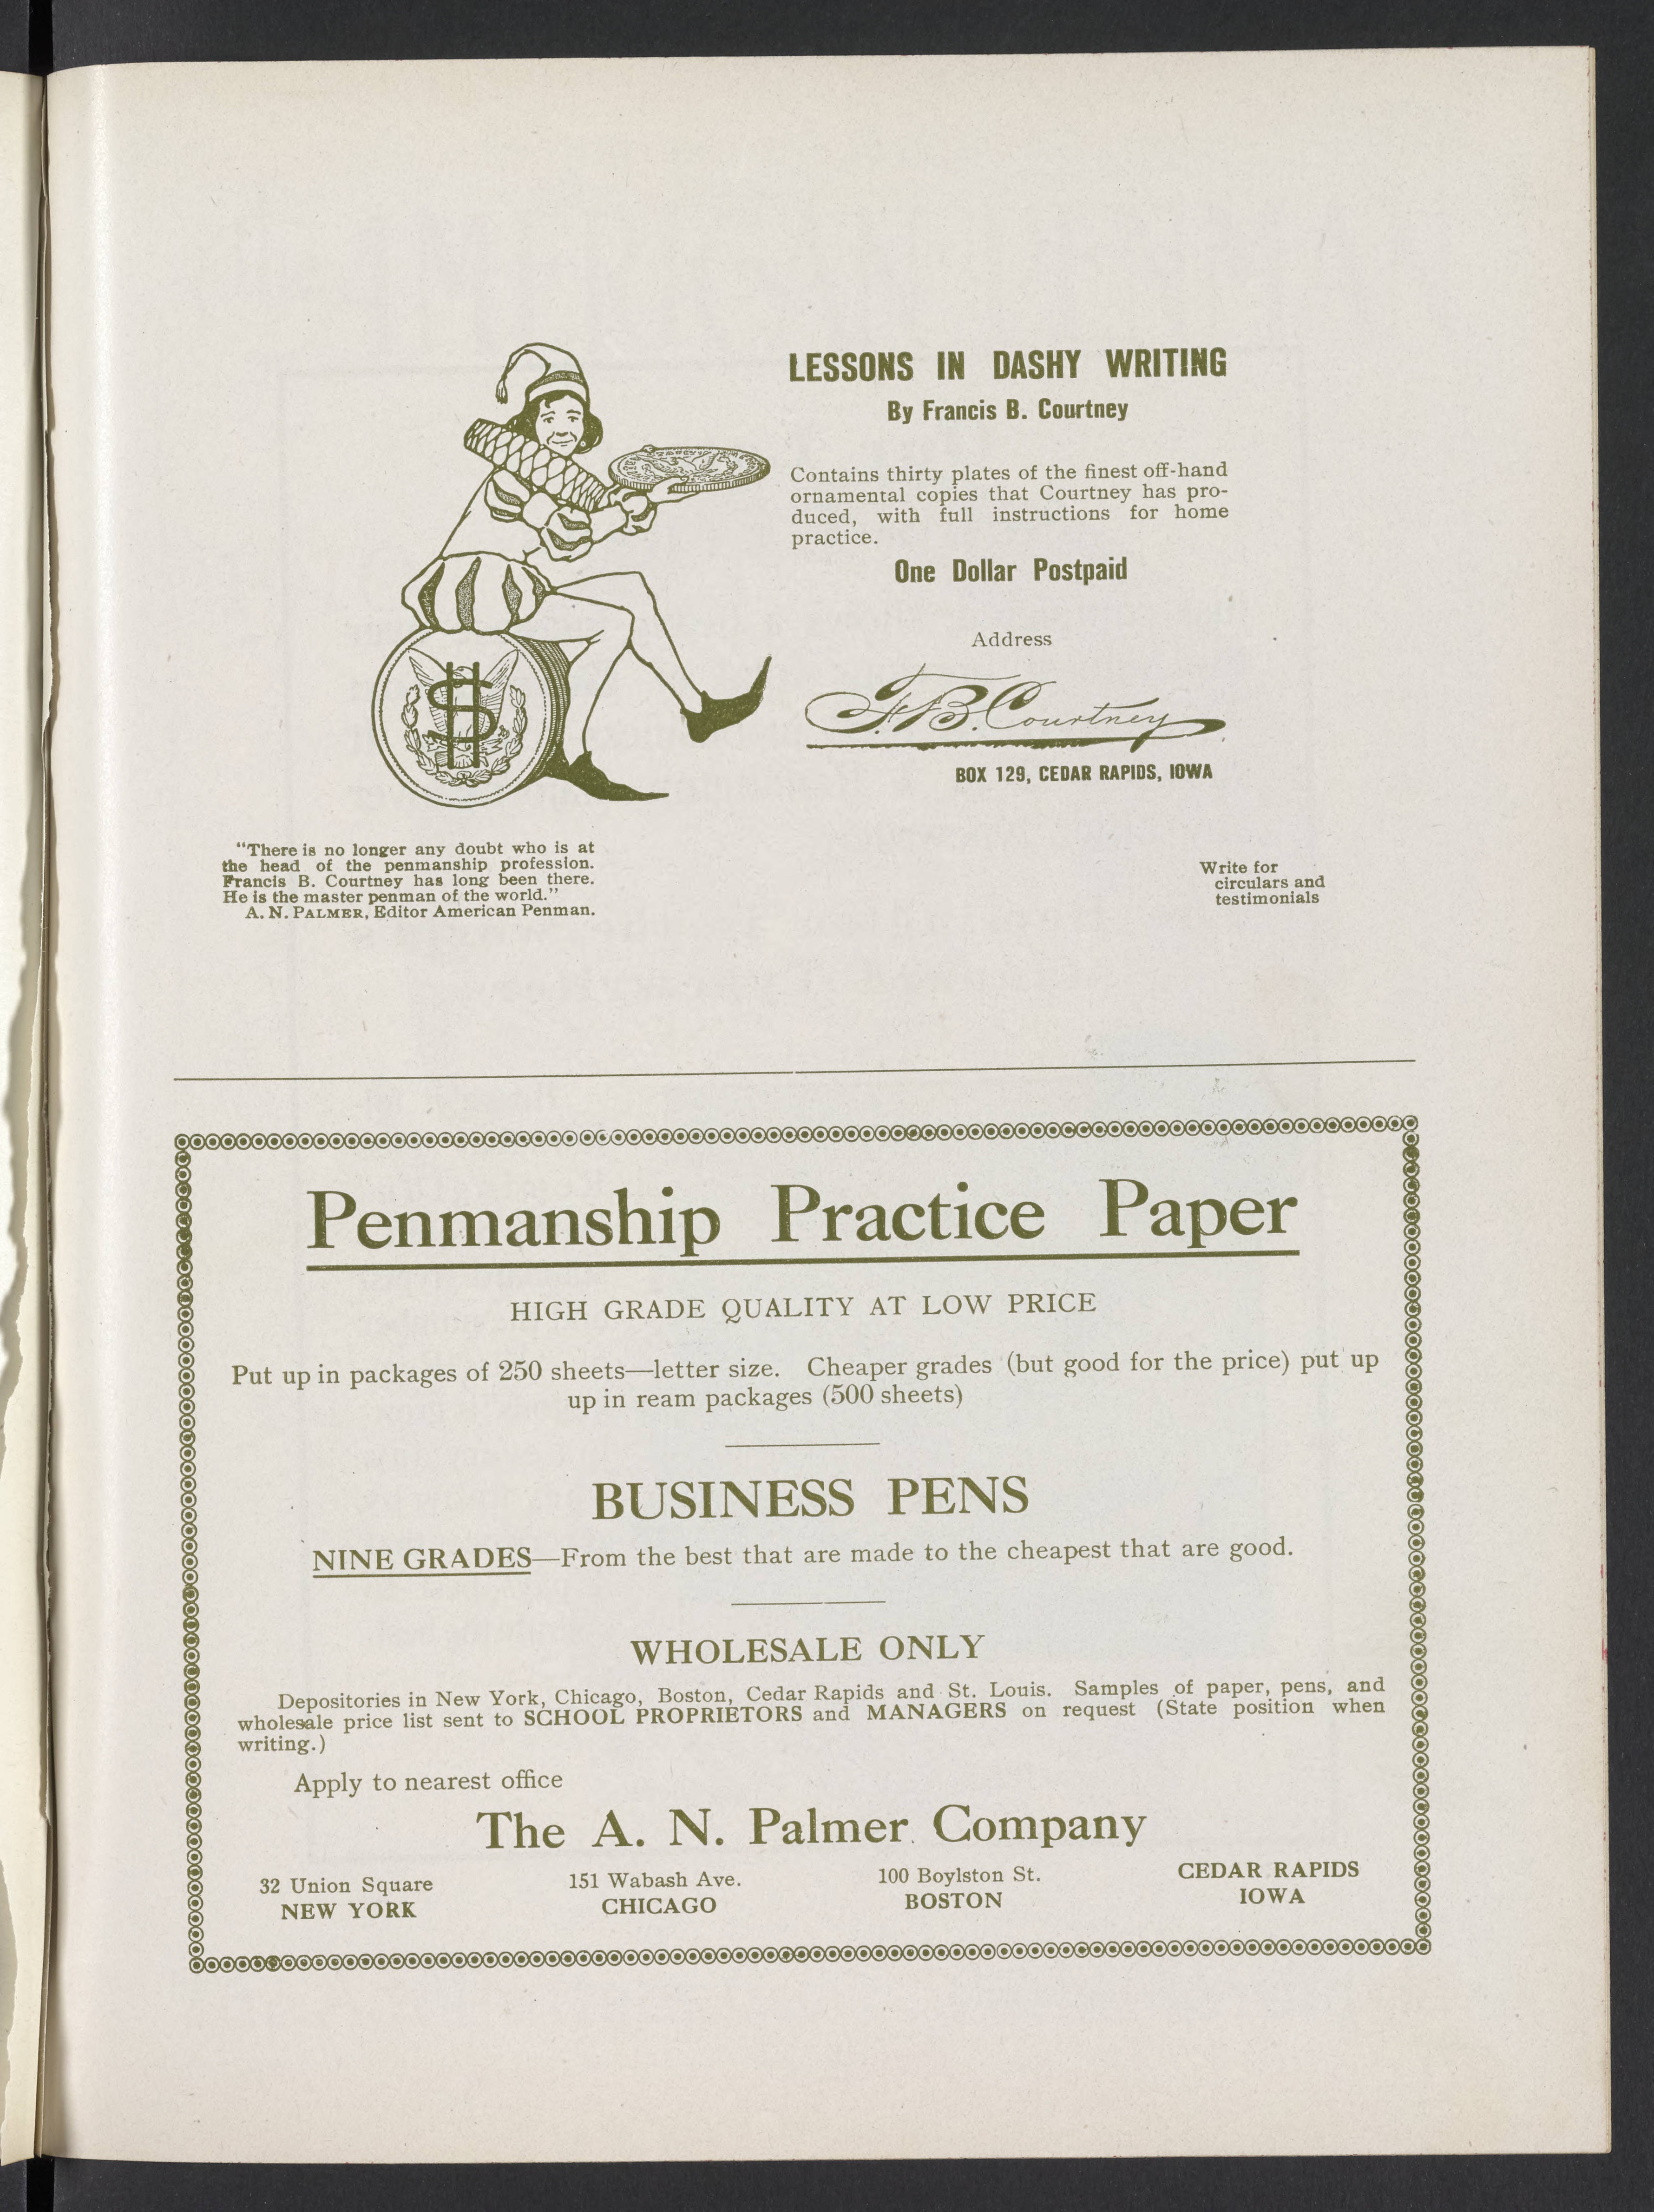 LESSONS IN DASHY WRITING
By Francis B. Courtney
Contains thirty plates of the finest off-hand
ornamental copies that Courtney has pro-
duced, with full instructions for home
practice.
One Dollar Postpaid
Address
F. B. Courtney
BOX 129, CEDAR RAPIDS, IOWA
$
"There is no longer any doubt who is at
the head of the penmanship profession.
Francis B. Courtney has long been there.
He is the master penman of the world."
A. N. PALMER, Editor American Penman.
Write for
circulars and
testimonials
Penmanship Practice Paper
HIGH GRADE QUALITY AT LOW PRICE
Put up in packages of 250 sheets—letter size. Cheaper grades (but good for the price) put up
up in ream packages (500 sheets)
BUSINESS PENS
NINE GRADES—From the best that are made to the cheapest that are good.
WHOLESALE ONLY
Depositories in New York, Chicago, Boston, Cedar Rapids and St. Louis. Samples of paper, pens, and
wholesale price list sent to SCHOOL PROPRIETORS and MANAGERS on request (State position when
writing.)
Apply to nearest office
The A. N. Palmer Company
32 Union Square
NEW YORK
151 Wabash Ave.
CHICAGO
100 Boylston St.
BOSTON
CEDAR RAPIDS
IOWA